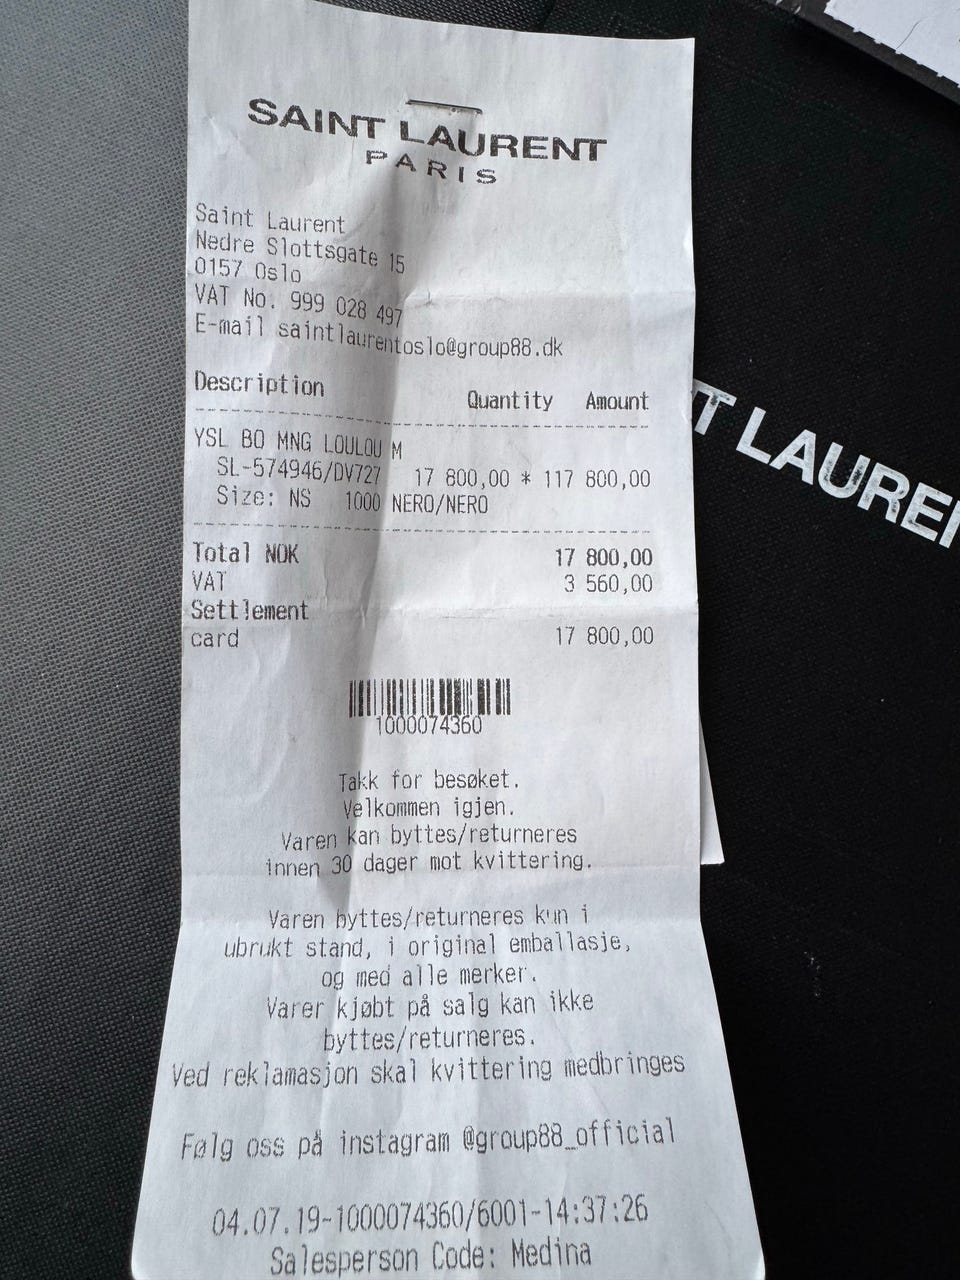 SAINT LAURENT
PARIS
Saint Laurent
Nedre Slottsgate 15
0157 Oslo
VAT No. 999 028 497
E-mail saintlaurentoslo@group88.dk
Description Quantity Amount
YSL BO MNG LOULOU M
SL-574946/DV727 17 800,00 * 117 800,00
Size: NS 1000 NERO/NERO
Total NOK 17 800,00
VAT 3 560,00
Settlement
card 17 800,00
1000074360
Takk for besøket.
Velkommen igjen.
Varen kan byttes/returneres
innen 30 dager mot kvittering.
Varen byttes/returneres kun i
ubrukt stand, i original emballasje,
og med alle merker.
Varer kjøbt på salg kan ikke
byttes/returneres.
Ved reklamasjon skal kvittering medbringes
Følg oss på instagram @group88_official
04.07.19-1000074360/6001-14:37:26
Salesperson Code: Medina
T LAUREN